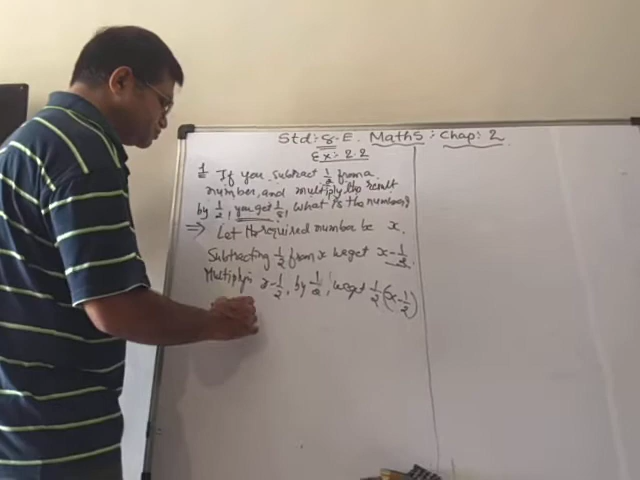 Std:- 8-E. Maths: Chap: 2
Ex:- 2.2
1 If you subtract 1/2 from a
number, and multiply the result
by 1/2, you get 1/8, what is the number?
⇒ Let the required number be x.
Subtracting 1/2 from x we get x-1/2.
Multiplying x-1/2, by 1/2, we get 1/2(x-1/2)